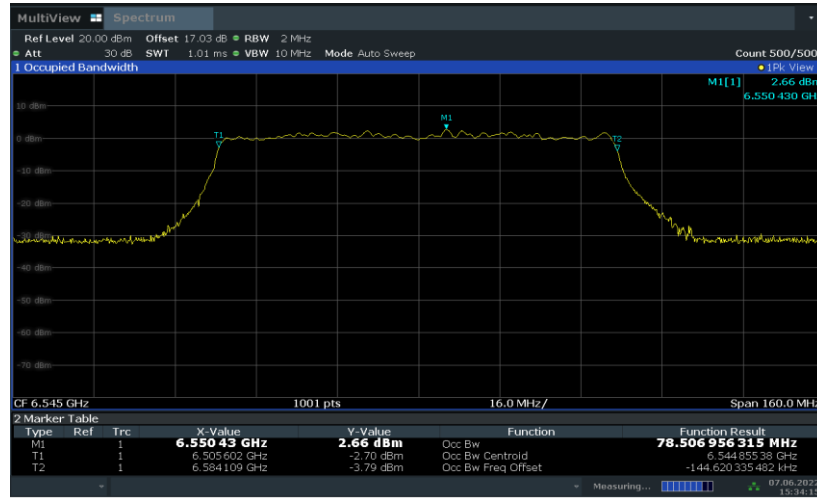 MultiView Spectrum
Ref Level 20.00 dBm Offset 17.03 dB RBW 2 MHz
Att 30 dB SWT 1.01 ms VBW 10 MHz Mode Auto Sweep Count 500/500
1 Occupied Bandwidth 1Pk View
M1[1] 2.66 dBm
6.550 430 GH
10 dBm
M1
T1
T2
0 dBm
-10 dBm
-20 dBm
-30 dBm
-40 dBm
-50 dBm
-60 dBm
-70 dBm
CF 6.545 GHz 1001 pts 16.0 MHz/ Span 160.0 MHz
2 Marker Table
Type Ref Trc X-Value Y-Value Function Function Result
M1 1 6.550 43 GHz 2.66 dBm Occ Bw 78.506 956 315 MHz
T1 1 6.505 602 GHz -2.70 dBm Occ Bw Centroid 6.544 855 38 GHz
T2 1 6.584 109 GHz -3.79 dBm Occ Bw Freq Offset -144.620 335 482 kHz
Measuring... 07.06.202
15:34:1